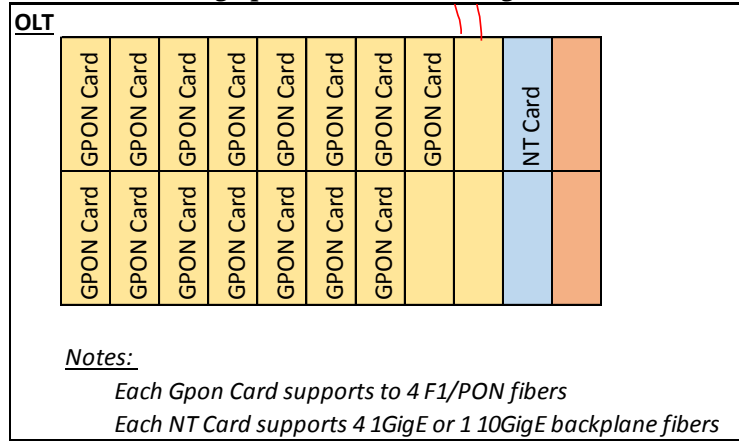 OLT
GPON Card GPON Card GPON Card GPON Card GPON Card GPON Card GPON Card GPON Card NT Card
GPON Card GPON Card GPON Card GPON Card GPON Card GPON Card GPON Card
Notes:
Each Gpon Card supports to 4 F1/PON fibers
Each NT Card supports 4 1GigE or 1 10GigE backplane fibers